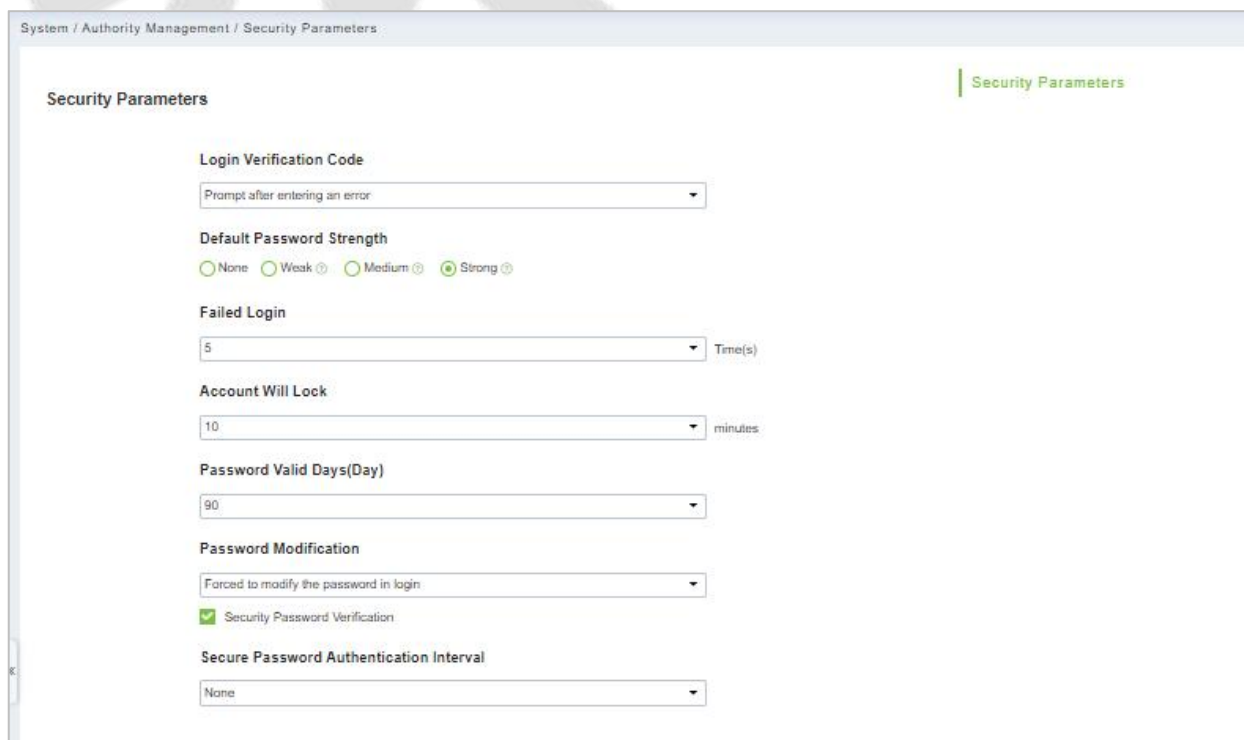 System / Authority Management / Security Parameters
Security Parameters
Security Parameters
Login Verification Code
Prompt after entering an error
Default Password Strength
None Weak Medium Strong
Failed Login
5 Time(s)
Account Will Lock
10 minutes
Password Valid Days(Day)
90
Password Modification
Forced to modify the password in login
Security Password Verification
Secure Password Authentication Interval
None